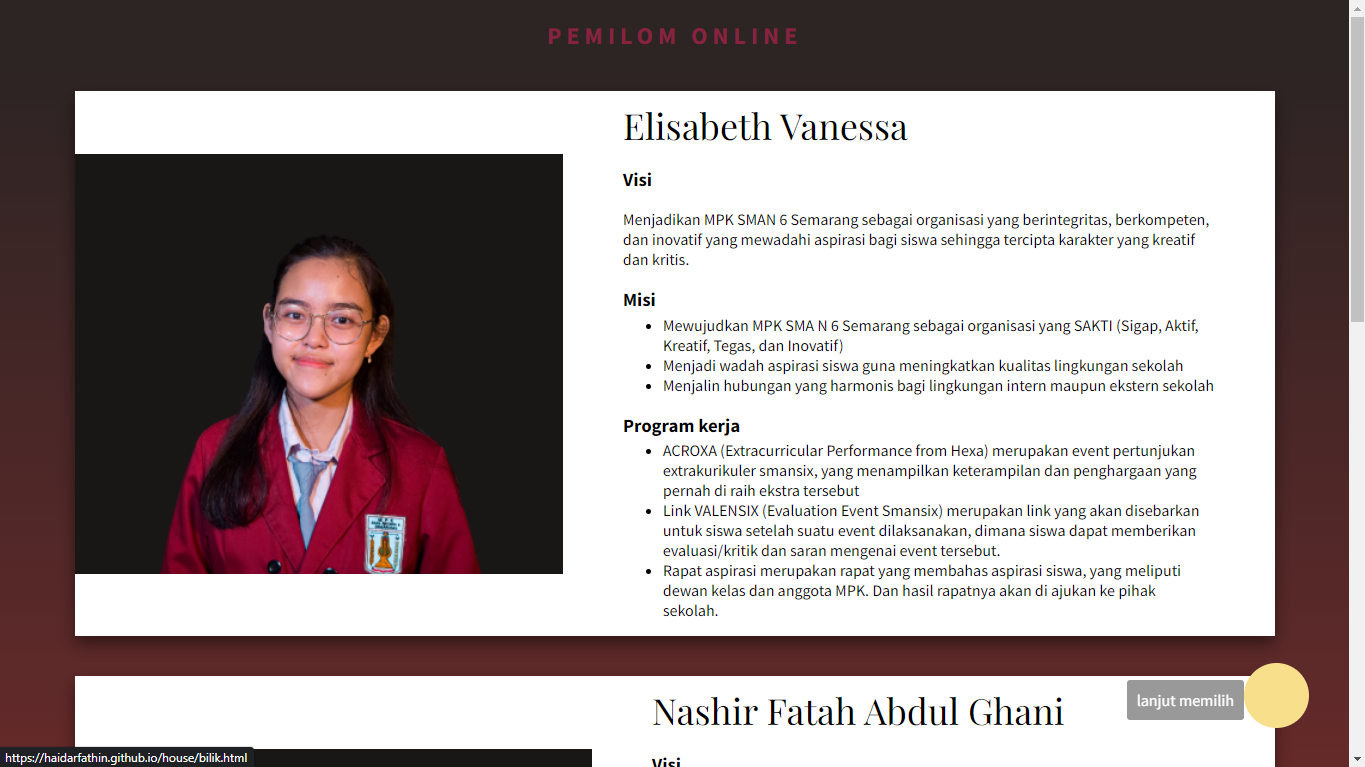 PEMILOM ONLINE
Elisabeth Vanessa
Visi
Menjadikan MPK SMAN 6 Semarang sebagai organisasi yang berintegritas, berkompeten,
dan inovatif yang mewadahi aspirasi bagi siswa sehingga tercipta karakter yang kreatif
dan kritis.
Misi
Mewujudkan MPK SMA N 6 Semarang sebagai organisasi yang SAKTI (Sigap, Aktif,
Kreatif, Tegas, dan Inovatif)
Menjadi wadah aspirasi siswa guna meningkatkan kualitas lingkungan sekolah
Menjalin hubungan yang harmonis bagi lingkungan intern maupun ekstern sekolah
Program kerja
ACROXA (Extracurricular Performance from Hexa) merupakan event pertunjukan
extrakurikuler smansix, yang menampilkan keterampilan dan penghargaan yang
pernah di raih ekstra tersebut
Link VALENSIX (Evaluation Event Smansix) merupakan link yang akan disebarkan
untuk siswa setelah suatu event dilaksanakan, dimana siswa dapat memberikan
evaluasi/kritik dan saran mengenai event tersebut.
Rapat aspirasi merupakan rapat yang membahas aspirasi siswa, yang meliputi
dewan kelas dan anggota MPK. Dan hasil rapatnya akan di ajukan ke pihak
sekolah.
Nashir Fatah Abdul Ghani
lanjut memilih
Visi
https://haidarfathin.github.io/house/bilik.html